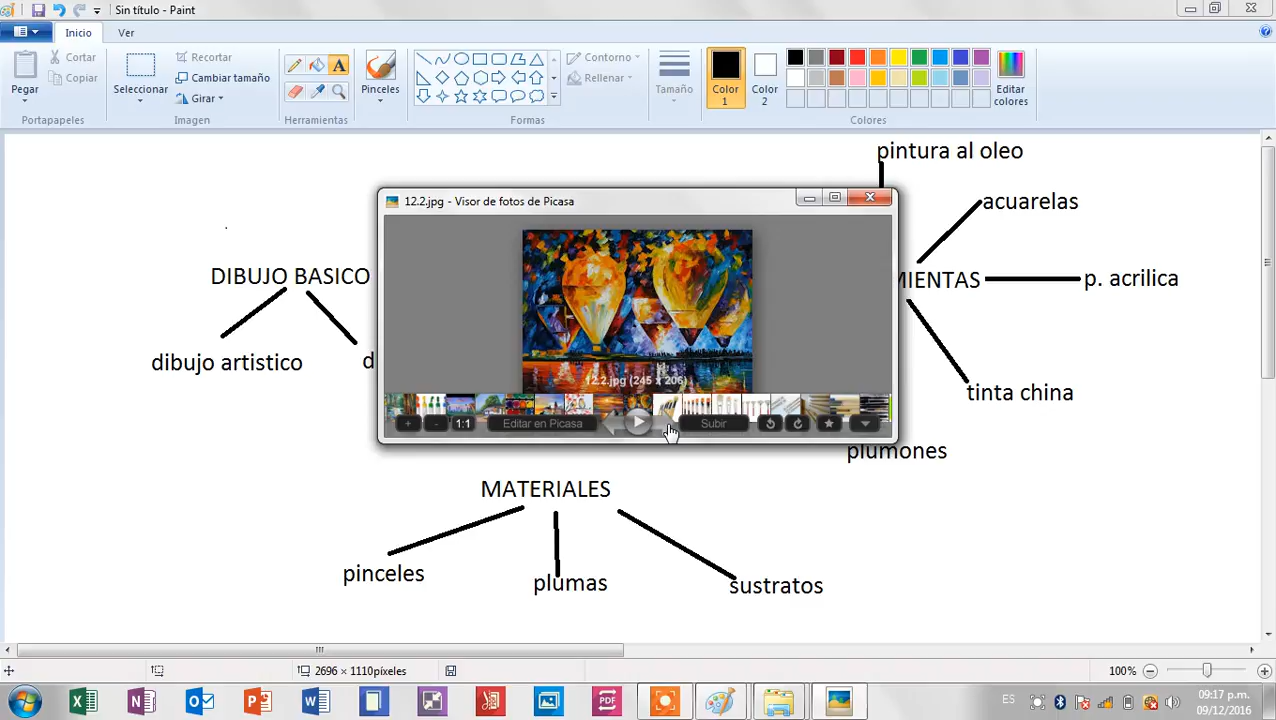 Sin título - Paint
Inicio
Ver
Pegar
Cortar
Copiar
Portapapeles
Seleccionar
Recortar
Cambiar tamaño
Girar
Imagen
A
Herramientas
Pinceles
Contorno
Rellenar
Formas
Tamaño
Color 1
Color 2
Editar colores
Colores
pintura al oleo
12.2.jpg - Visor de fotos de Picasa
acuarelas
DIBUJO BASICO
MIENTAS
p. acrilica
dibujo artistico
d
12.2.jpg (245 x 206)
tinta china
+
-
1:1
Editar en Picasa
Subir
plumones
MATERIALES
pinceles
plumas
sustratos
2696 × 1110píxeles
100%
PDF
ES
09:17 p.m.
09/12/2016